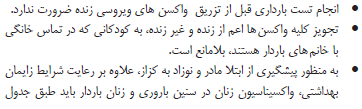 • انجام تست بارداری قبل از تزریق واکسن های ویروسی زنده ضرورت ندارد.
• تجویز کلیه واکسن‌ها اعم از زنده و غیر زنده، به کودکانی که در تماس خانگی
با خانم‌های باردار هستند، بلامانع است.
• به منظور پیشگیری از ابتلا مادر و نوزاد به کزاز، علاوه بر رعایت شرایط زایمان
بهداشتی، واکسیناسیون زنان در سنین باروری و زنان باردار باید طبق جدول